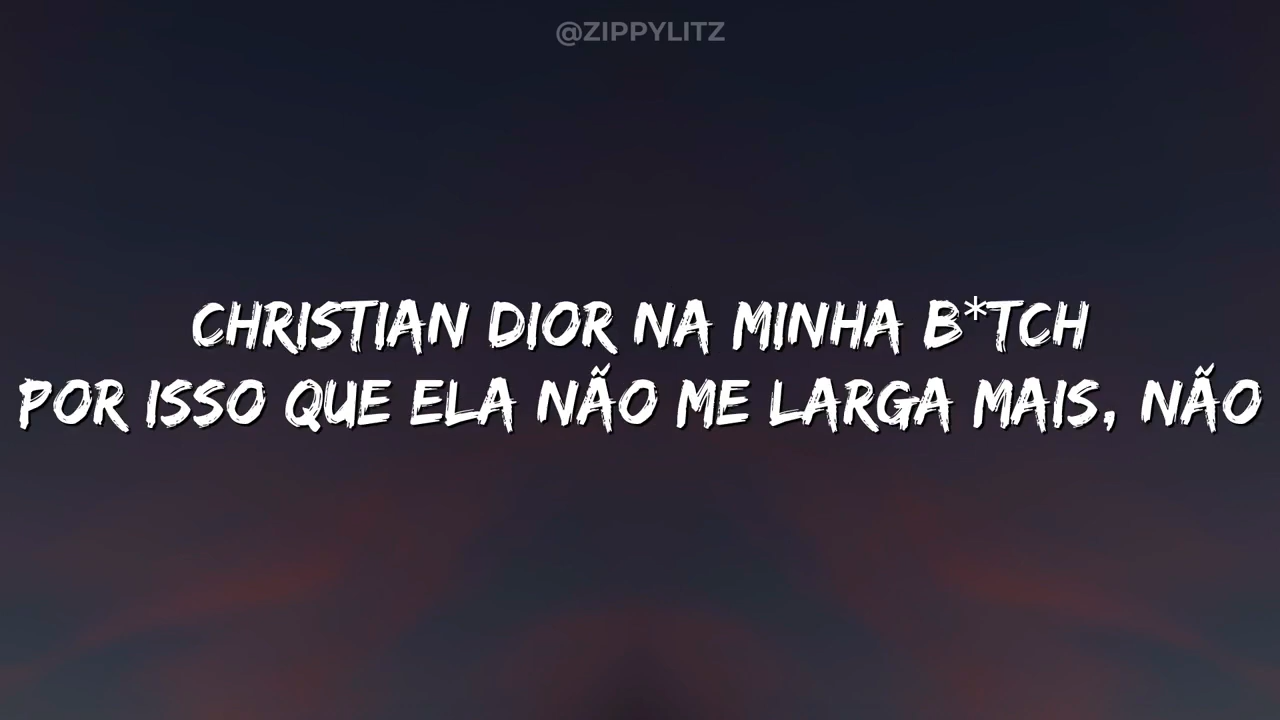 @ZIPPYLITZ
CHRISTIAN DIOR NA MINHA B*TCH
POR ISSO QUE ELA NÃO ME LARGA MAIS, NÃO